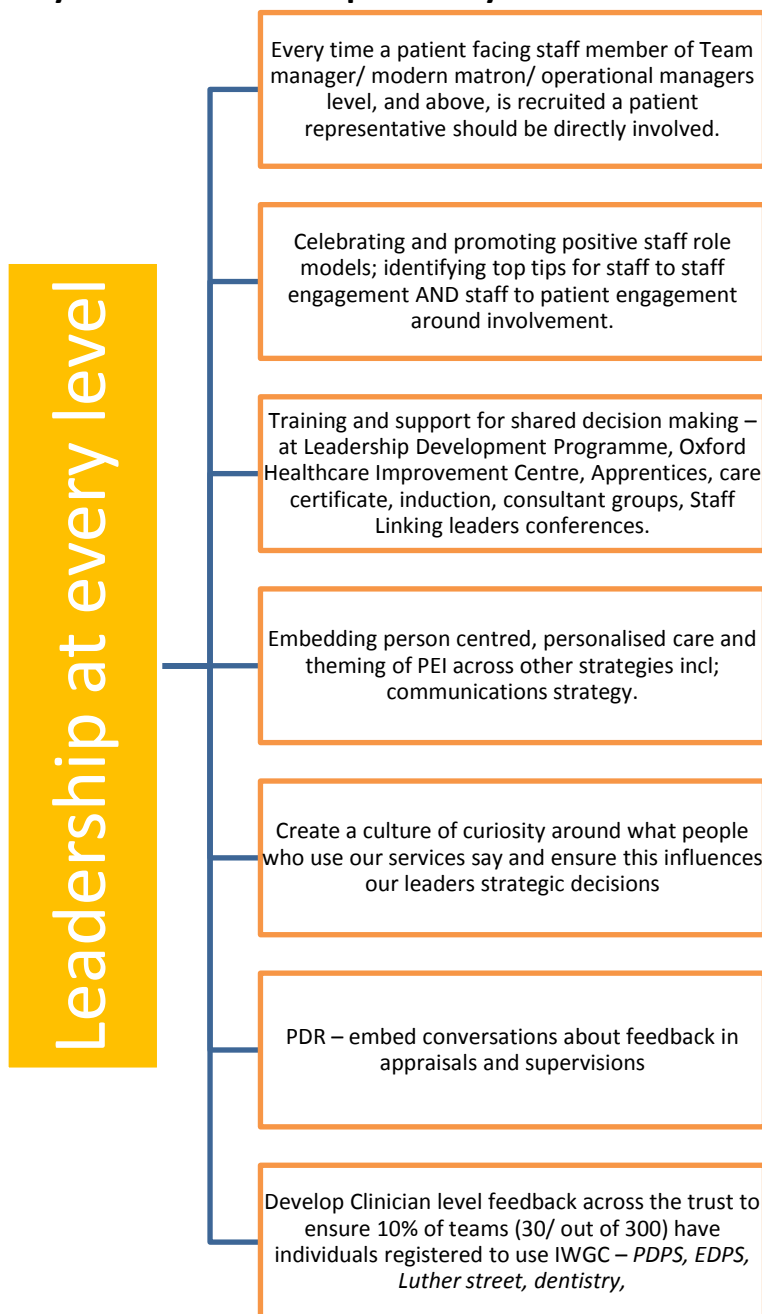 Leadership at every level
Every time a patient facing staff member of Team
manager/ modern matron/ operational managers
level, and above, is recruited a patient
representative should be directly involved.
Celebrating and promoting positive staff role
models; identifying top tips for staff to staff
engagement AND staff to patient engagement
around involvement.
Training and support for shared decision making –
at Leadership Development Programme, Oxford
Healthcare Improvement Centre, Apprentices, care
certificate, induction, consultant groups, Staff
Linking leaders conferences.
Embedding person centred, personalised care and
theming of PEI across other strategies incl;
communications strategy.
Create a culture of curiosity around what people
who use our services say and ensure this influences
our leaders strategic decisions
PDR – embed conversations about feedback in
appraisals and supervisions
Develop Clinician level feedback across the trust to
ensure 10% of teams (30/ out of 300) have
individuals registered to use IWGC – PDPS, EDPS,
Luther street, dentistry,